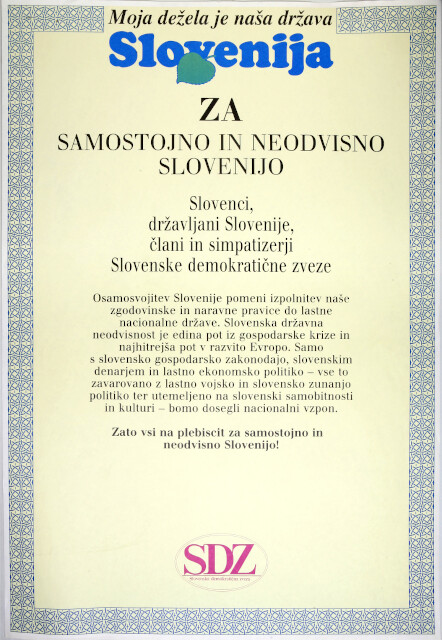 Moja dežela je naša država
Slovenija
ZA
SAMOSTOJNO IN NEODVISNO
SLOVENIJO
Slovenci,
državljani Slovenije,
člani in simpatizerji
Slovenske demokratične zveze
Osamosvojitev Slovenije pomeni izpolnitev naše
zgodovinske in naravne pravice do lastne
nacionalne države. Slovenska državna
neodvisnost je edina pot iz gospodarske krize in
najhitrejša pot v razvito Evropo. Samo
s slovensko gospodarsko zakonodajo, slovenskim
denarjem in lastno ekonomsko politiko – vse to
zavarovano z lastno vojsko in slovensko zunanjo
politiko ter utemeljeno na slovenski samobitnosti
in kulturi – bomo dosegli nacionalni vzpon.
Zato vsi na plebiscit za samostojno in
neodvisno Slovenijo!
SDZ
Slovenska demokratične zveza